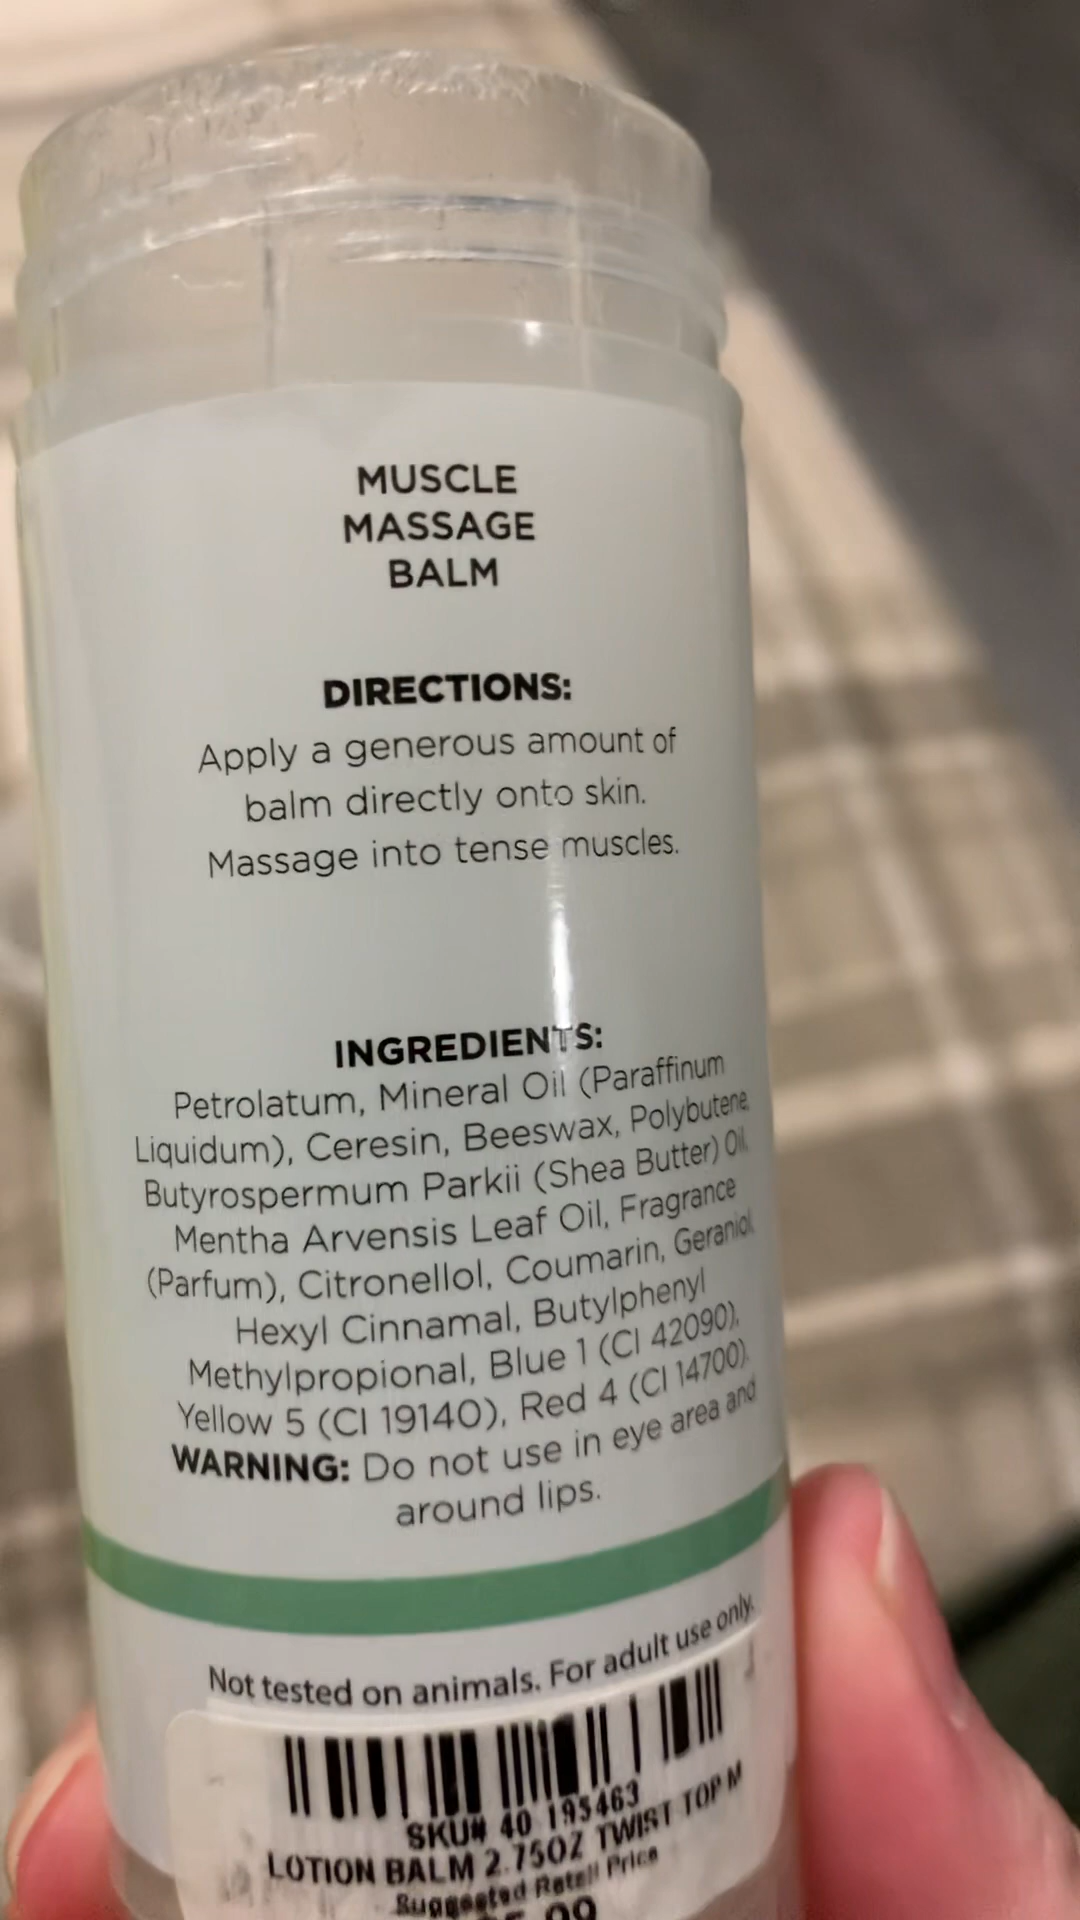 MUSCLE
MASSAGE
BALM
DIRECTIONS:
Apply a generous amount of
balm directly onto skin.
Massage into tense muscles.
INGREDIENTS:
Petrolatum, Mineral Oil (Paraffinum
Liquidum), Ceresin, Beeswax, Polybutene,
Butyrospermum Parkii (Shea Butter) Oil,
Mentha Arvensis Leaf Oil, Fragrance
(Parfum), Citronellol, Coumarin, Geraniol,
Hexyl Cinnamal, Butylphenyl
Methylpropional, Blue 1 (CI 42090),
Yellow 5 (CI 19140), Red 4 (CI 14700).
WARNING: Do not use in eye area and
around lips.
Not tested on animals. For adult use only.
SKU# 40 195463
LOTION BALM 2.75OZ TWIST TOP M
Suggested Retail Price